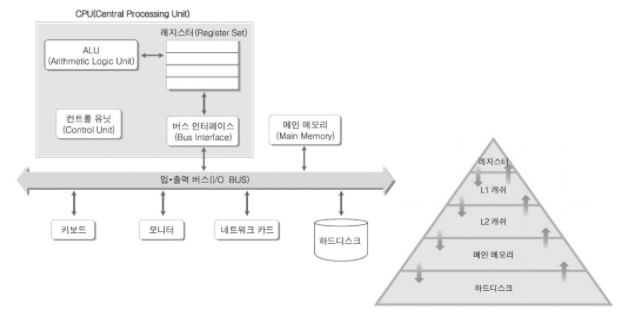 CPU(Central Processing Unit)
레지스터(Register Set)
ALU
(Arithmetic Logic Unit)
컨트롤 유닛
(Control Unit)
버스 인터페이스
(Bus Interface)
메인 메모리
(Main Memory)
입•출력 버스(I/O BUS)
키보드
모니터
네트워크 카드
하드디스크
레지스터
L1 캐쉬
L2 캐쉬
메인 메모리
하드디스크